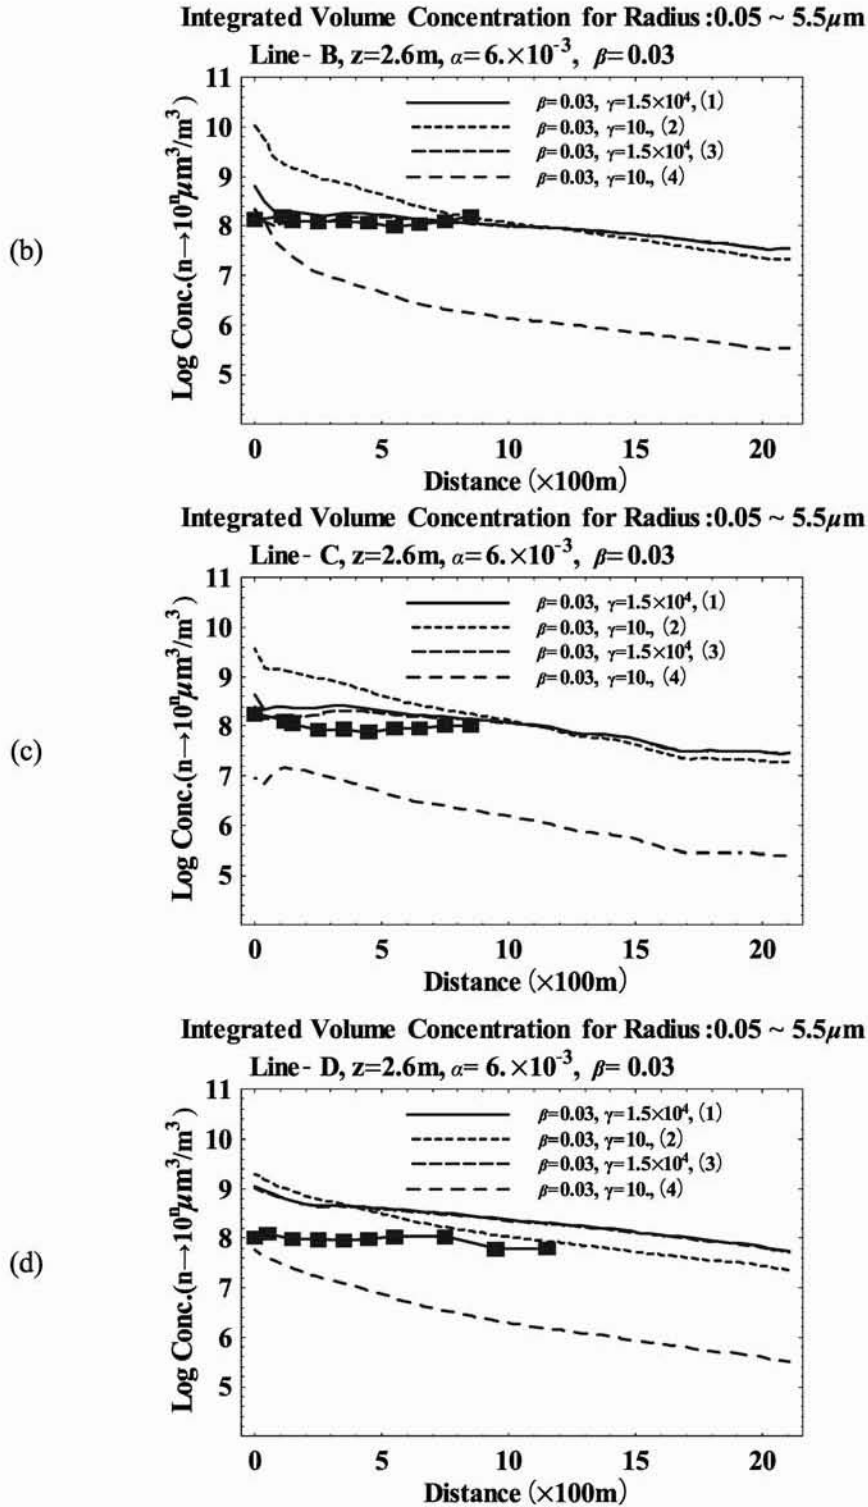 Integrated Volume Concentration for Radius :0.05 ~ 5.5μm
Line - B, z=2.6m, α= 6.×10⁻³, β= 0.03
β=0.03, γ=1.5×10⁴, (1)
β=0.03, γ=10., (2)
β=0.03, γ=1.5×10⁴, (3)
β=0.03, γ=10., (4)
Log Conc.(n→10ⁿμm³/m³)
11
10
9
8
7
6
5
(b)
0 5 10 15 20
Distance (×100m)
Integrated Volume Concentration for Radius :0.05 ~ 5.5μm
Line - C, z=2.6m, α= 6.×10⁻³, β= 0.03
β=0.03, γ=1.5×10⁴, (1)
β=0.03, γ=10., (2)
β=0.03, γ=1.5×10⁴, (3)
β=0.03, γ=10., (4)
Log Conc.(n→10ⁿμm³/m³)
11
10
9
8
7
6
5
(c)
0 5 10 15 20
Distance (×100m)
Integrated Volume Concentration for Radius :0.05 ~ 5.5μm
Line - D, z=2.6m, α= 6.×10⁻³, β= 0.03
β=0.03, γ=1.5×10⁴, (1)
β=0.03, γ=10., (2)
β=0.03, γ=1.5×10⁴, (3)
β=0.03, γ=10., (4)
Log Conc.(n→10ⁿμm³/m³)
11
10
9
8
7
6
5
(d)
0 5 10 15 20
Distance (×100m)